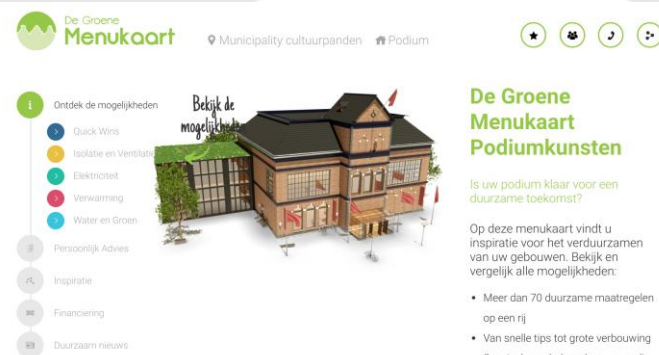 De Groene
Menukaart
Municipality cultuurpanden
Podium
Ontdek de mogelijkheden
Quick Wins
Isolatie en Ventilatie
Elektriciteit
Verwarming
Water en Groen
Persoonlijk Advies
Inspiratie
Financiering
Duurzaam nieuws
Bekijk de
mogelijkheden
De Groene
Menukaart
Podiumkunsten
Is uw podium klaar voor een
duurzame toekomst?
Op deze menukaart vindt u
inspiratie voor het verduurzamen
van uw gebouwen. Bekijk en
vergelijk alle mogelijkheden:
• Meer dan 70 duurzame maatregelen
op een rij
• Van snelle tips tot grote verbouwing